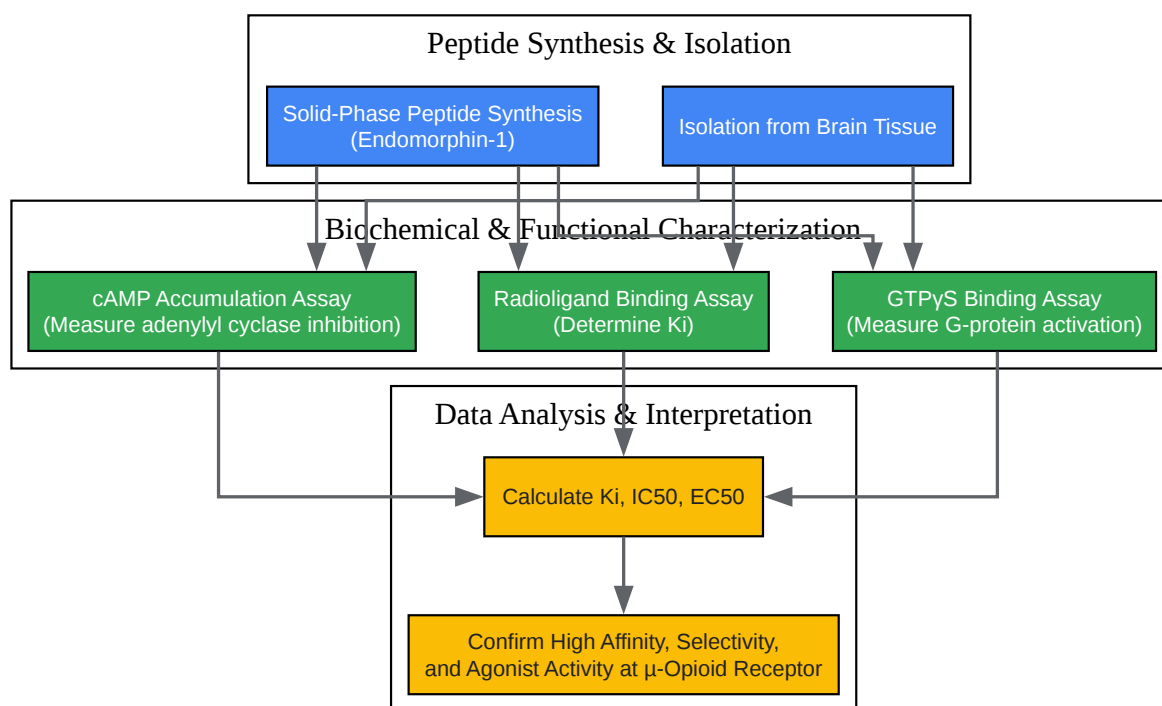 Peptide Synthesis & Isolation
Solid-Phase Peptide Synthesis
(Endomorphin-1)
Isolation from Brain Tissue
Biochemical & Functional Characterization
cAMP Accumulation Assay
(Measure adenylyl cyclase inhibition)
Radioligand Binding Assay
(Determine Ki)
GTPγS Binding Assay
(Measure G-protein activation)
Data Analysis & Interpretation
Calculate Ki, IC50, EC50
Confirm High Affinity, Selectivity,
and Agonist Activity at μ-Opioid Receptor